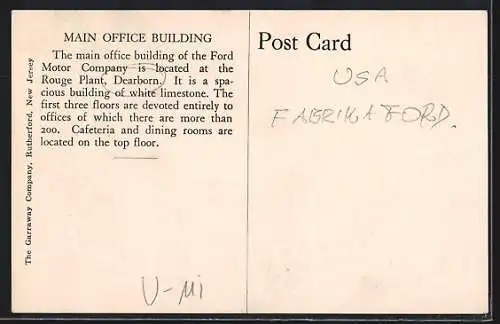 MAIN OFFICE BUILDING
The main office building of the Ford
Motor Company is located at the
Rouge Plant, Dearborn. It is a spa-
cious building of white limestone. The
first three floors are devoted entirely to
offices of which there are more than
200. Cafeteria and dining rooms are
located on the top floor.
The Garraway Company, Rutherford, New Jersey
U-MI
Post Card
USA
FABRIKA FORD.